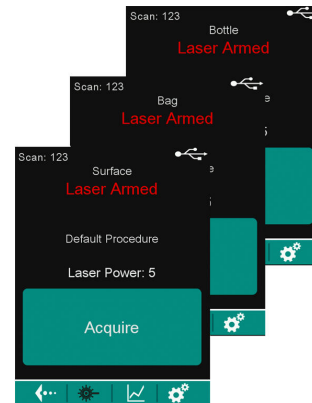 Scan: 123
Bottle
Laser Armed
5
Scan: 123
Bag
Laser Armed
Scan: 123
Surface
Laser Armed
Default Procedure
Laser Power: 5
Acquire